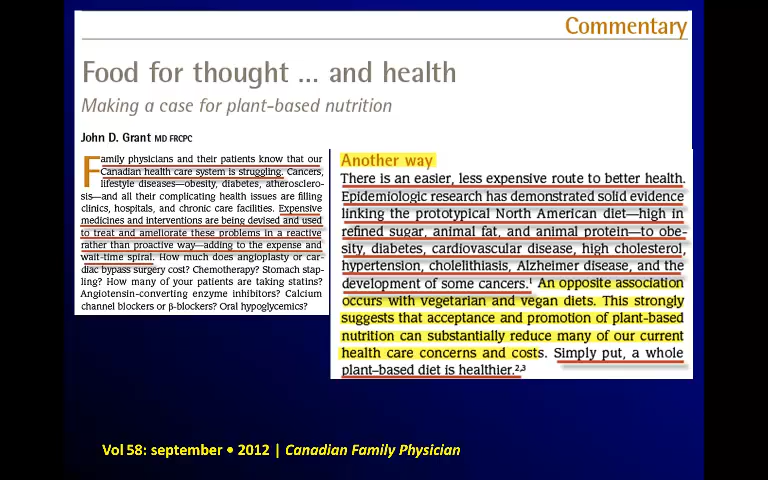 Commentary
Food for thought ... and health
Making a case for plant-based nutrition
John D. Grant MD FRCPC
Family physicians and their patients know that our
Canadian health care system is struggling. Cancers,
lifestyle diseases—obesity, diabetes, atherosclero-
sis—and all their complicating health issues are filling
clinics, hospitals, and chronic care facilities. Expensive
medicines and interventions are being devised and used
to treat and ameliorate these problems in a reactive
rather than proactive way—adding to the expense and
wait-time spiral. How much does angioplasty or car-
diac bypass surgery cost? Chemotherapy? Stomach stap-
ling? How many of your patients are taking statins?
Angiotensin-converting enzyme inhibitors? Calcium
channel blockers or β-blockers? Oral hypoglycemics?
Another way
There is an easier, less expensive route to better health.
Epidemiologic research has demonstrated solid evidence
linking the prototypical North American diet—high in
refined sugar, animal fat, and animal protein—to obe-
sity, diabetes, cardiovascular disease, high cholesterol,
hypertension, cholelithiasis, Alzheimer disease, and the
development of some cancers.¹ An opposite association
occurs with vegetarian and vegan diets. This strongly
suggests that acceptance and promotion of plant-based
nutrition can substantially reduce many of our current
health care concerns and costs. Simply put, a whole
plant-based diet is healthier.²,³
Vol 58: september • 2012 | Canadian Family Physician